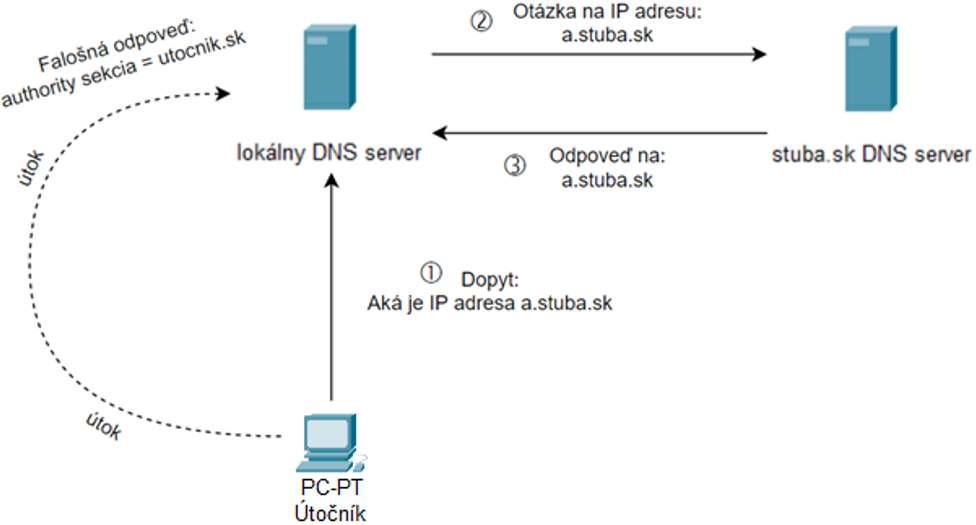 Falošná odpoveď:
authority sekcia = utocnik.sk
②
Otázka na IP adresu:
a.stuba.sk
lokálny DNS server
stuba.sk DNS server
③
Odpoveď na:
a.stuba.sk
útok
①
Dopyt:
Aká je IP adresa a.stuba.sk
útok
PC-PT
Útočník